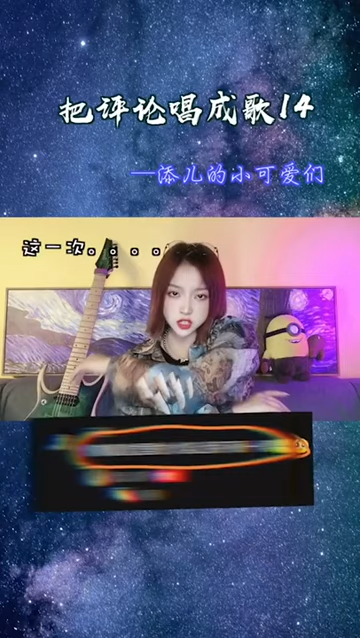 把评论唱成歌14
—添儿的小可爱们
这一次。。。。